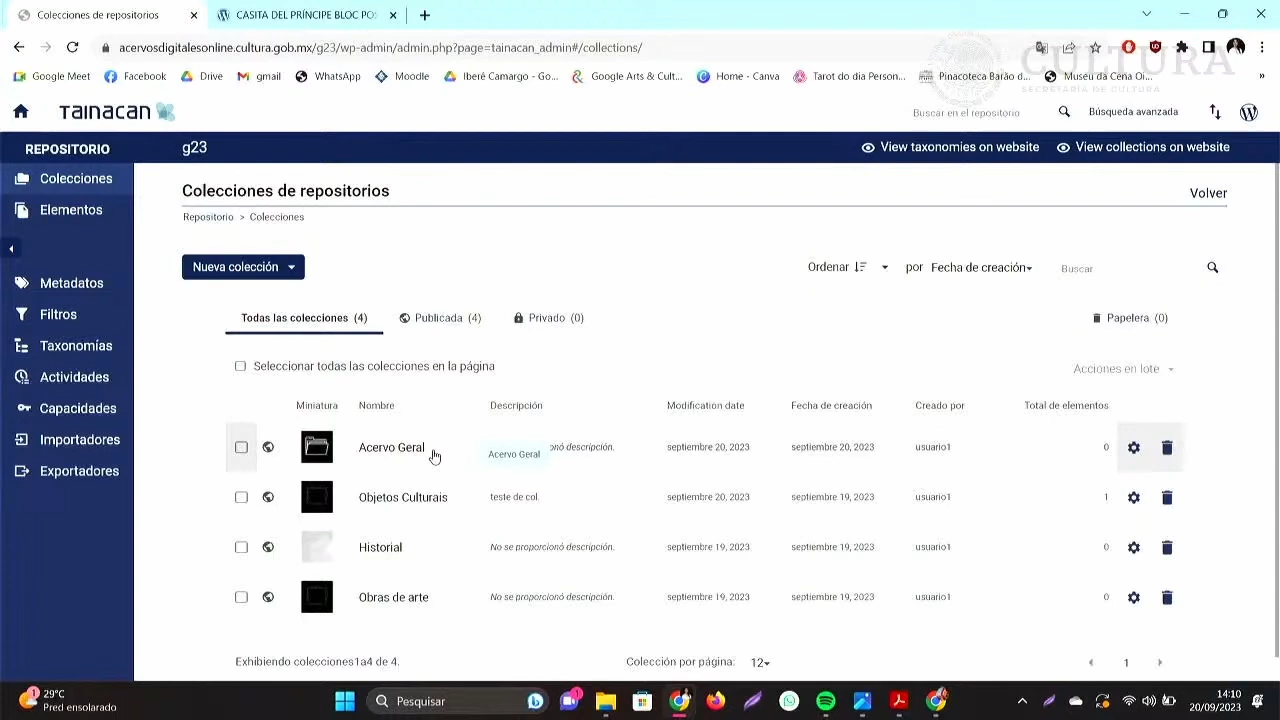 Colecciones de repositorios
CASITA DEL PRÍNCIPE BLOC PO
acervosdigitalesonline.cultura.gob.mx/g23/wp-admin/admin.php?page=tainacan_admin#/collections/
Google Meet Facebook Drive gmail WhatsApp Moodle Iberé Camargo - Go... Google Arts & Cult... Home - Canva Tarot do dia Person... Pinacoteca Barão d... Museu da Cena Ol... »
CULTURA
SECRETARÍA DE CULTURA
TaINacaN
Buscar en el repositorio Búsqueda avanzada
REPOSITORIO g23 View taxonomies on website View collections on website
Colecciones
Elementos
Metadatos
Filtros
Taxonomías
Actividades
Capacidades
Importadores
Exportadores
Colecciones de repositorios Volver
Repositorio > Colecciones
Nueva colección Ordenar por Fecha de creación Buscar
Todas las colecciones (4) Publicada (4) Privado (0) Papelera (0)
Seleccionar todas las colecciones en la página Acciones en lote
Miniatura Nombre Descripción Modification date Fecha de creación Creado por Total de elementos
Acervo Geral Acervo Geral onó descripción. septiembre 20, 2023 septiembre 20, 2023 usuario1 0
Objetos Culturais teste de col. septiembre 20, 2023 septiembre 19, 2023 usuario1 1
Historial No se proporcionó descripción. septiembre 19, 2023 septiembre 19, 2023 usuario1 0
Obras de arte No se proporcionó descripción. septiembre 19, 2023 septiembre 19, 2023 usuario1 0
Exhibiendo colecciones1a4 de 4. Colección por página: 12 1
1 29°C
Pred ensolarado
Pesquisar
1
14:10
20/09/2023